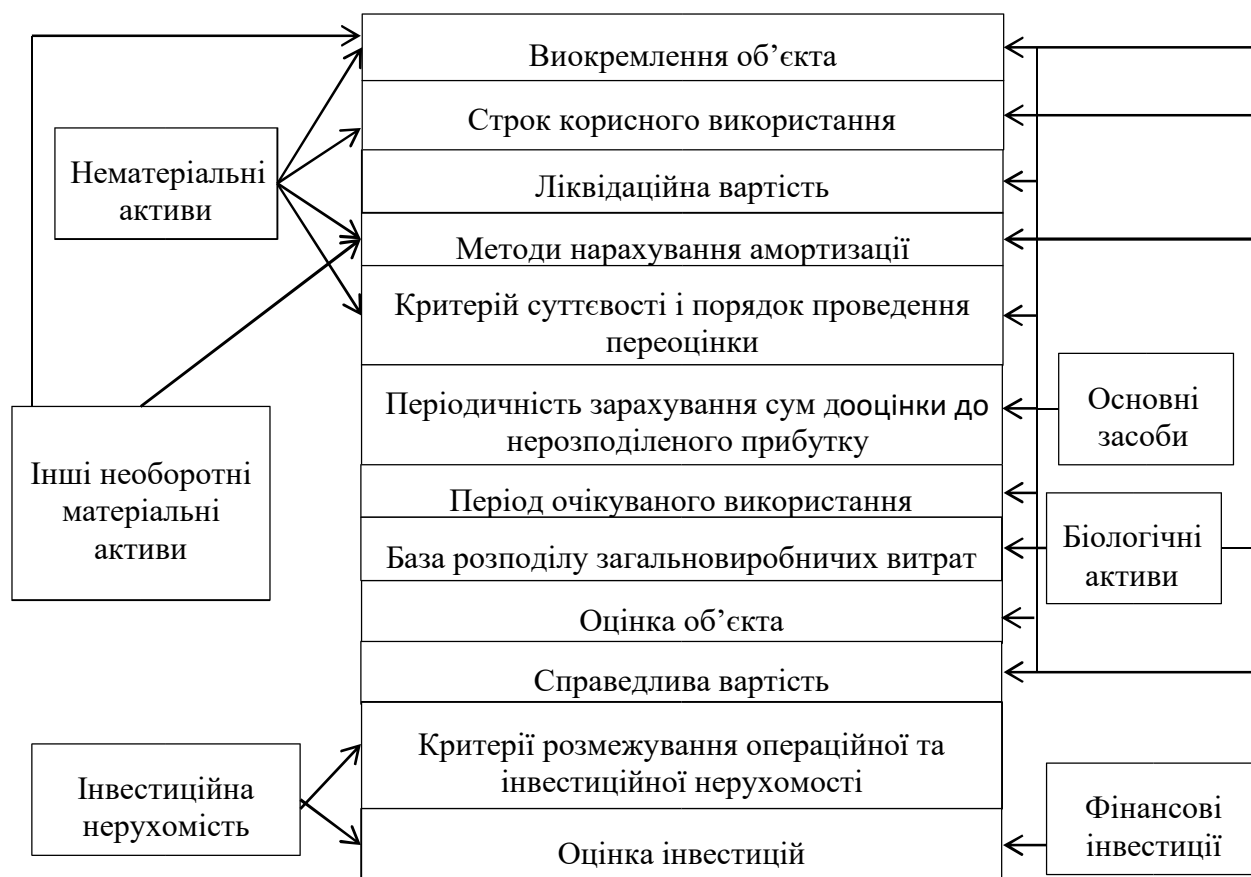 Виокремлення об’єкта
Строк корисного використання
Ліквідаційна вартість
Методи нарахування амортизації
Критерій суттєвості і порядок проведення
переоцінки
Періодичність зарахування сум дооцінки до
нерозподіленого прибутку
Період очікуваного використання
База розподілу загальновиробничих витрат
Оцінка об’єкта
Справедлива вартість
Критерії розмежування операційної та
інвестиційної нерухомості
Оцінка інвестицій
Нематеріальні
активи
Інші необоротні
матеріальні
активи
Інвестиційна
нерухомість
Основні
засоби
Біологічні
активи
Фінансові
інвестиції